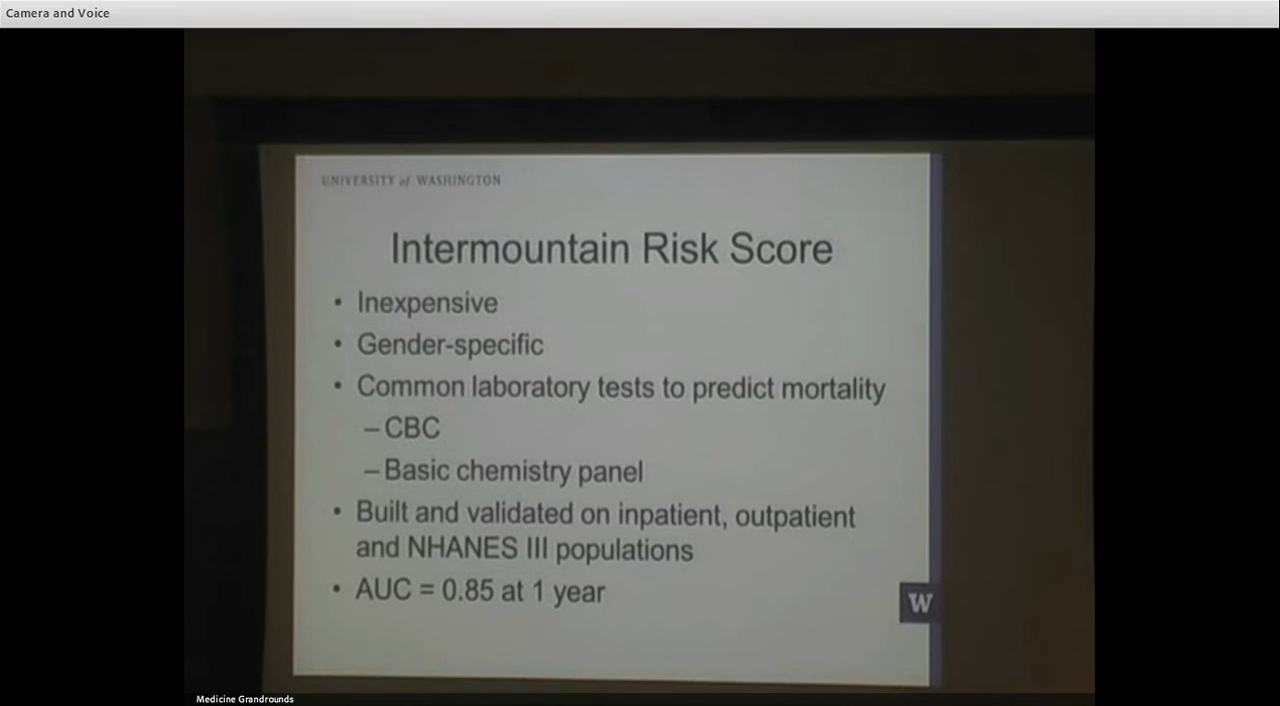 Camera and Voice
UNIVERSITY of WASHINGTON
Intermountain Risk Score
• Inexpensive
• Gender-specific
• Common laboratory tests to predict mortality
– CBC
– Basic chemistry panel
• Built and validated on inpatient, outpatient
and NHANES III populations
• AUC = 0.85 at 1 year
W
Medicine Grandrounds